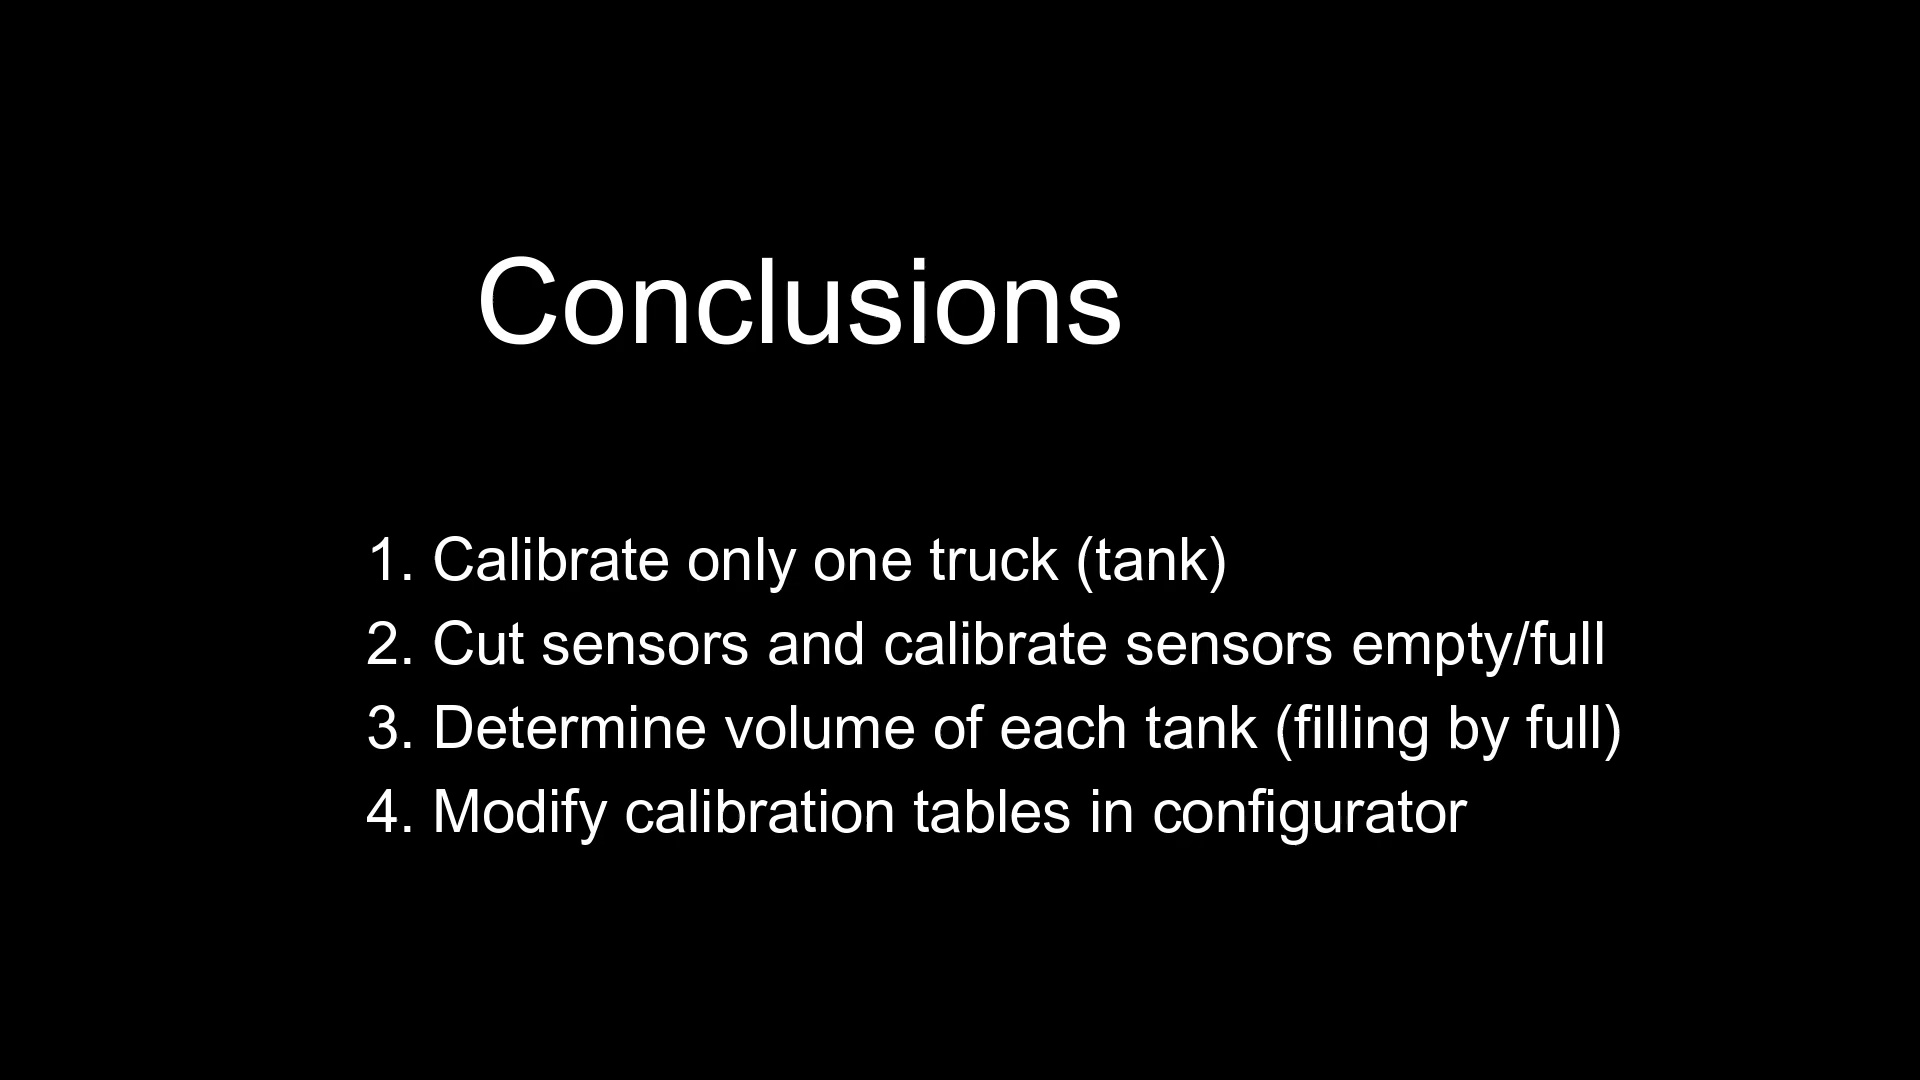 Conclusions
1. Calibrate only one truck (tank)
2. Cut sensors and calibrate sensors empty/full
3. Determine volume of each tank (filling by full)
4. Modify calibration tables in configurator